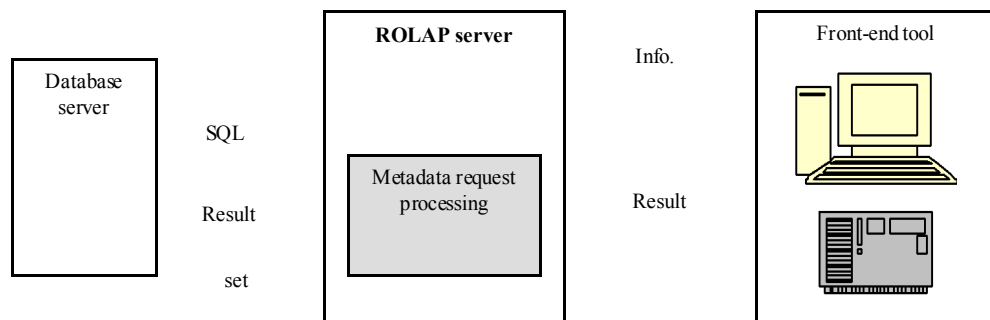 Database
server
SQL
Result
set
ROLAP server
Metadata request
processing
Info.
Result
Front-end tool